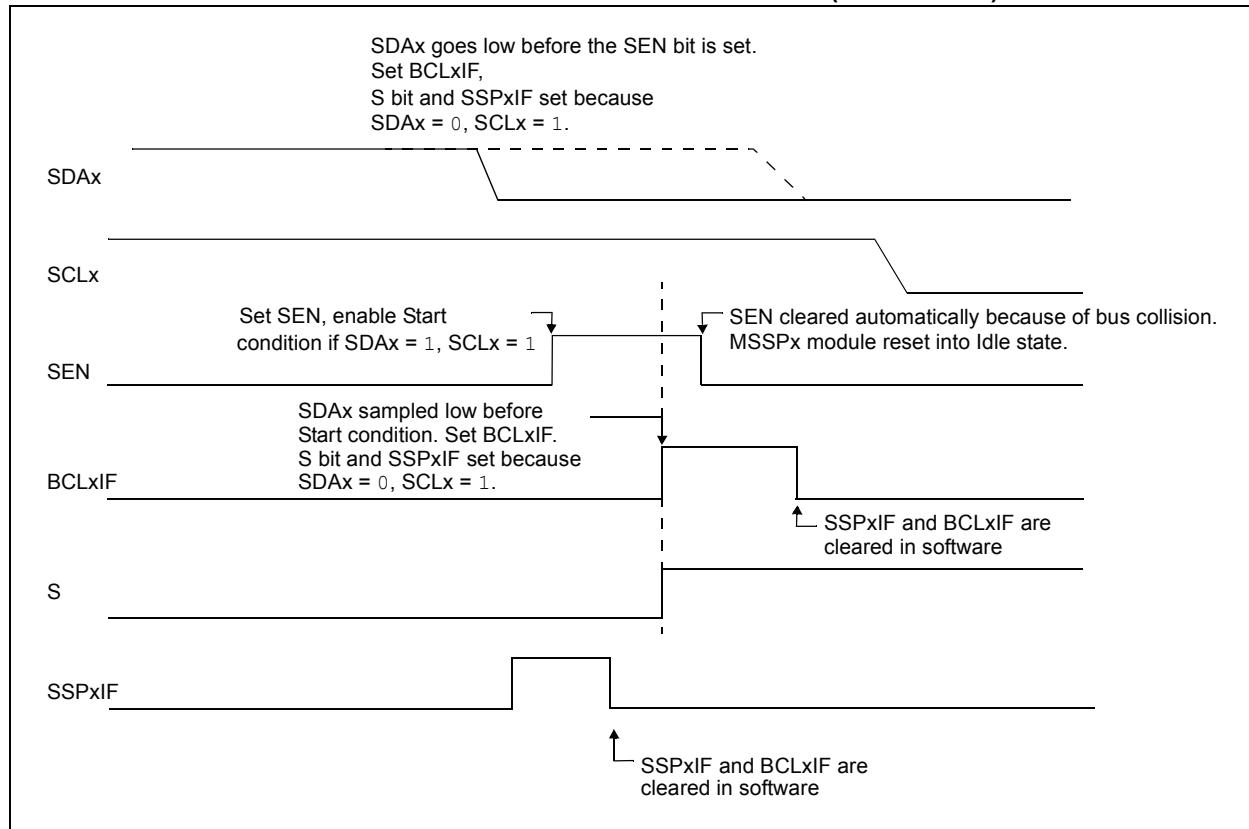 SDAx goes low before the SEN bit is set.
Set BCLxIF,
S bit and SSPxIF set because
SDAx = 0, SCLx = 1.
SDAx
SCLx
Set SEN, enable Start
condition if SDAx = 1, SCLx = 1
SEN cleared automatically because of bus collision.
MSSPx module reset into Idle state.
SEN
SDAx sampled low before
Start condition. Set BCLxIF.
S bit and SSPxIF set because
SDAx = 0, SCLx = 1.
BCLxIF
SSPxIF and BCLxIF are
cleared in software
S
SSPxIF
SSPxIF and BCLxIF are
cleared in software